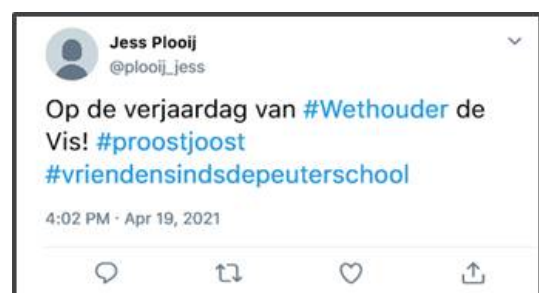 Jess Plooij
@plooij_jess
Op de verjaardag van #Wethouder de
Vis! #proostjoost
#vriendensindsdepeuterschool
4:02 PM · Apr 19, 2021